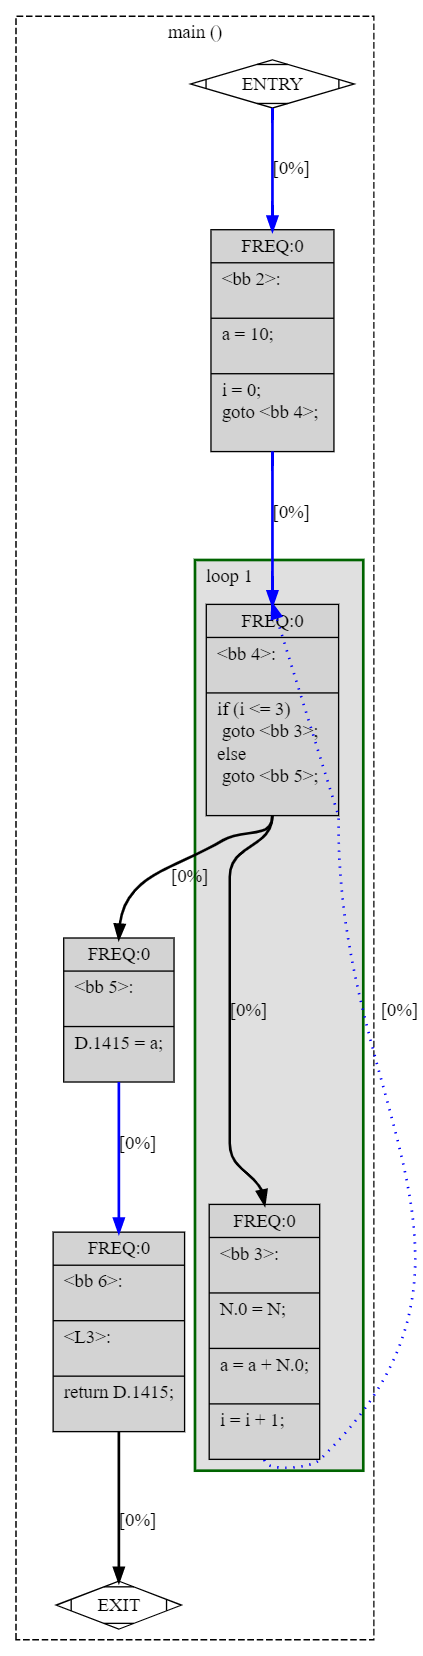 main ()
ENTRY
[0%]
FREQ:0
<bb 2>:
a = 10;
i = 0;
goto <bb 4>;
[0%]
loop 1
FREQ:0
<bb 4>:
if (i <= 3)
goto <bb 3>;
else
goto <bb 5>;
[0%]
FREQ:0
<bb 5>:
D.1415 = a;
[0%]
[0%]
[0%]
FREQ:0
<bb 3>:
N.0 = N;
a = a + N.0;
i = i + 1;
FREQ:0
<bb 6>:
<L3>:
return D.1415;
[0%]
EXIT